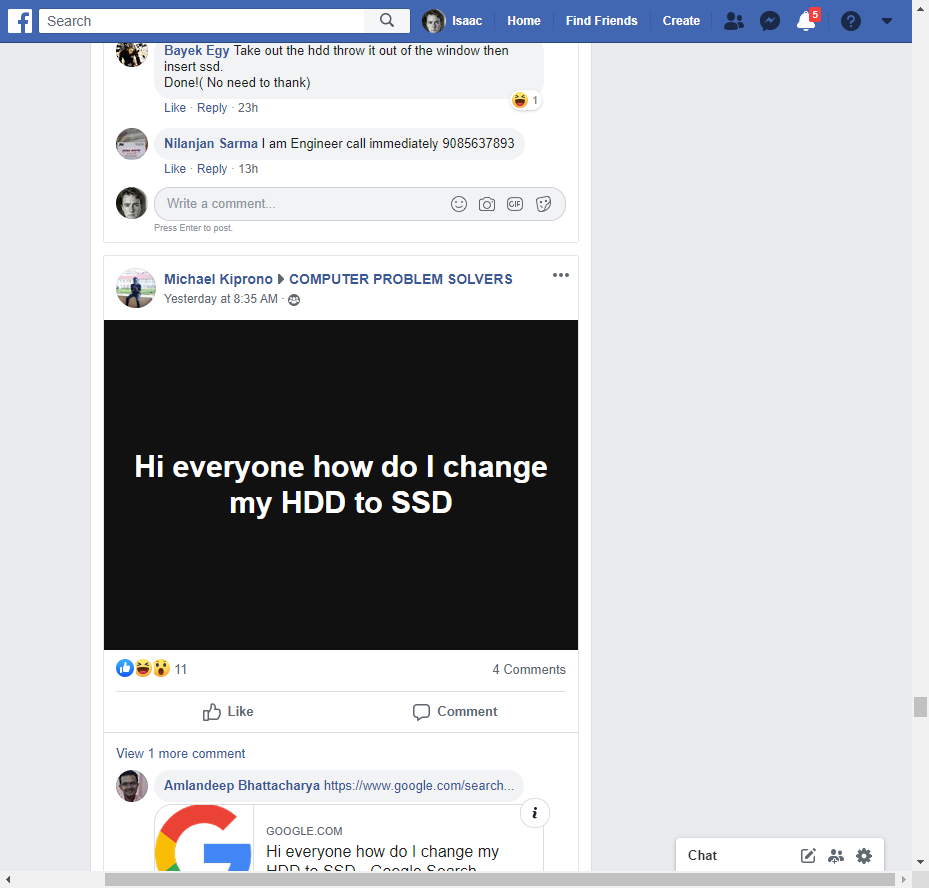 Search
Isaac
Home
Find Friends
Create
5
Bayek Egy Take out the hdd throw it out of the window then
insert ssd.
Done!( No need to thank)
1
Like · Reply · 23h
Nilanjan Sarma I am Engineer call immediately 9085637893
Like · Reply · 13h
Write a comment...
GIF
Press Enter to post.
Michael Kiprono COMPUTER PROBLEM SOLVERS
Yesterday at 8:35 AM ·
Hi everyone how do I change
my HDD to SSD
11
4 Comments
Like
Comment
View 1 more comment
Amlandeep Bhattacharya https://www.google.com/search...
GOOGLE.COM
Hi everyone how do I change my
HDD to SSD - Google Search
Chat